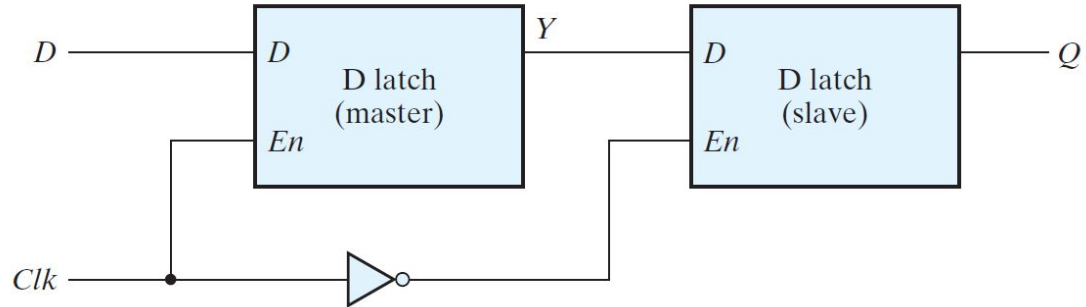 D
D
D latch
(master)
En
Y
D
D latch
(slave)
En
Q
Clk